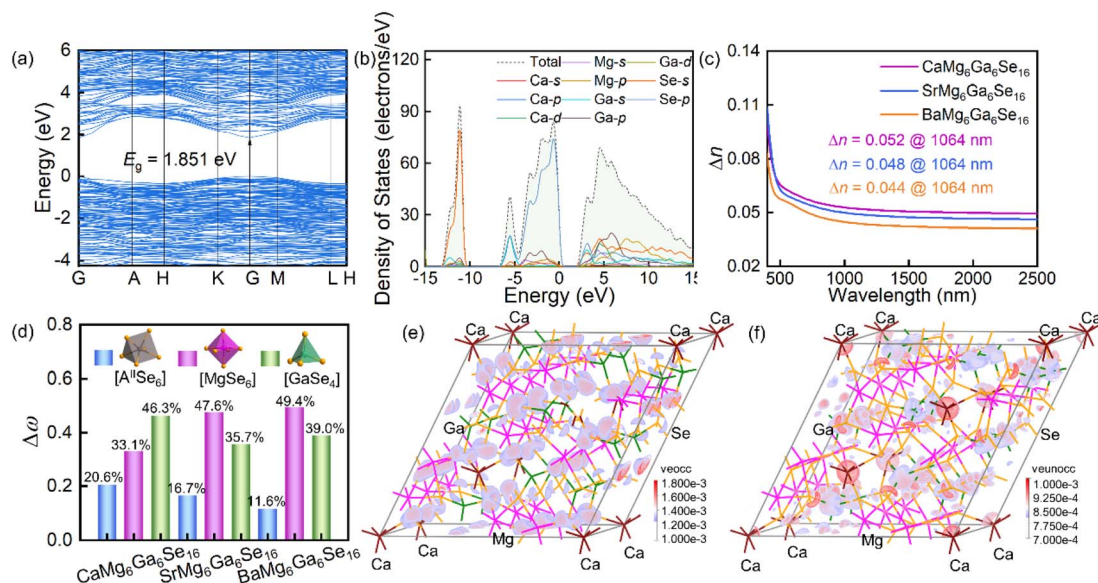 (a)
6
4
2
0
-2
-4
Energy (eV)
E_g = 1.851 eV
G A H K G M L H
(b)
120
90
60
30
0
Density of States (electrons/eV)
Total
Ca-s
Ca-p
Ca-d
Mg-s
Mg-p
Ga-s
Ga-p
Ga-d
Se-s
Se-p
-15 -10 -5 0 5 10 15
Energy (eV)
(c)
0.14
0.11
0.08
0.05
0.02
Δn
CaMg₆Ga₆Se₁₆
SrMg₆Ga₆Se₁₆
BaMg₆Ga₆Se₁₆
Δn = 0.052 @ 1064 nm
Δn = 0.048 @ 1064 nm
Δn = 0.044 @ 1064 nm
500 1000 1500 2000 2500
Wavelength (nm)
(d)
0.8
0.6
0.4
0.2
0.0
Δω
[AᴵᴵSe₆] [MgSe₆] [GaSe₄]
20.6%
33.1%
46.3%
16.7%
47.6%
35.7%
11.6%
49.4%
39.0%
CaMg₆Ga₆Se₁₆
SrMg₆Ga₆Se₁₆
BaMg₆Ga₆Se₁₆
(e)
Ca
Ca
Ca
Ca
Ga
Se
Ca
Ca
Mg
Ca
Ca
veocc
1.800e-3
1.600e-3
1.400e-3
1.200e-3
1.000e-3
(f)
Ca
Ca
Ca
Ca
Ga
Se
Ca
Ca
Mg
Ca
Ca
veunocc
1.000e-3
9.250e-4
8.500e-4
7.750e-4
7.000e-4